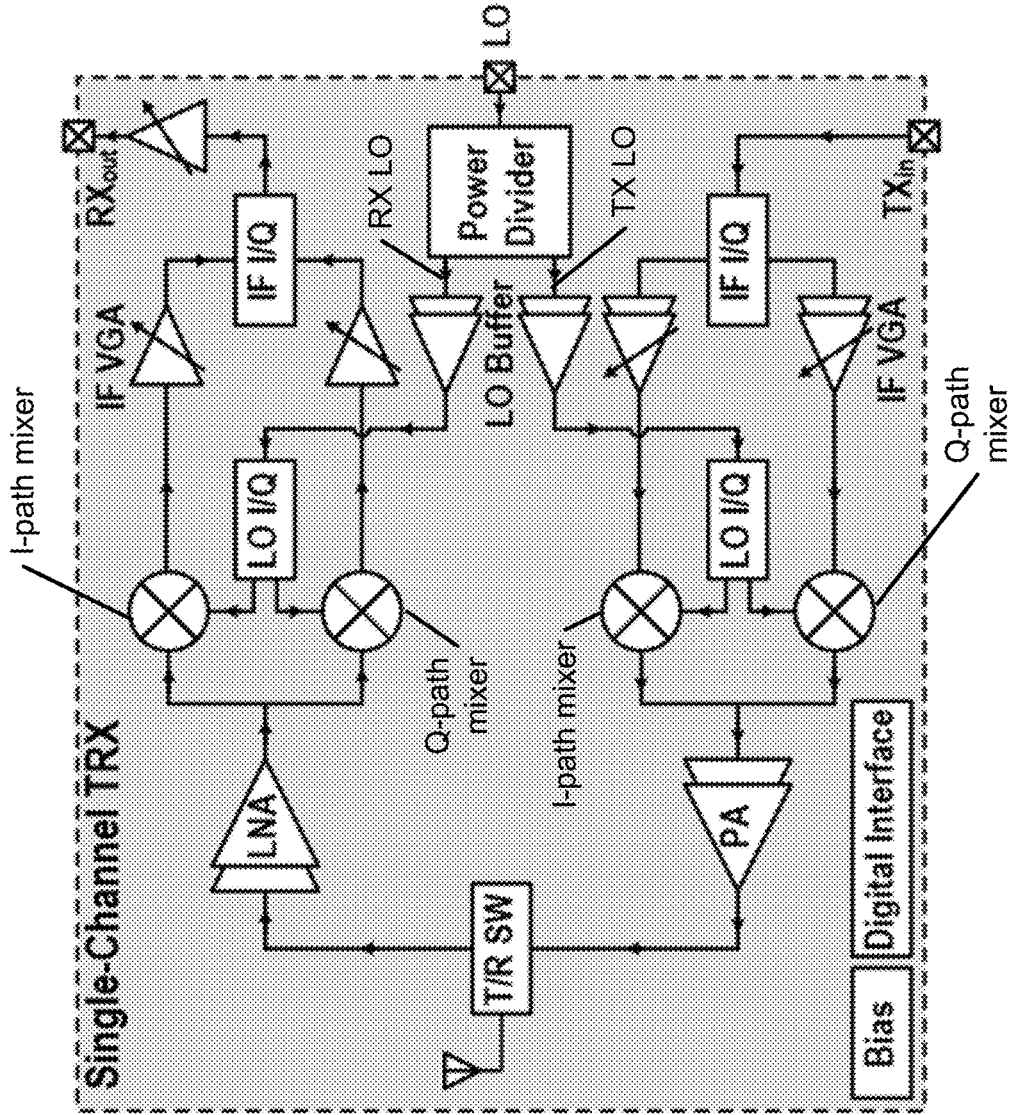 Single-Channel TRX
I-path mixer
IF VGA
RXout
LNA
LO I/Q
IF I/Q
Q-path
mixer
RX LO
LO Buffer
Power
Divider
LO
TX LO
T/R SW
I-path mixer
PA
LO I/Q
IF I/Q
IF VGA
TXin
Bias
Digital Interface
Q-path
mixer